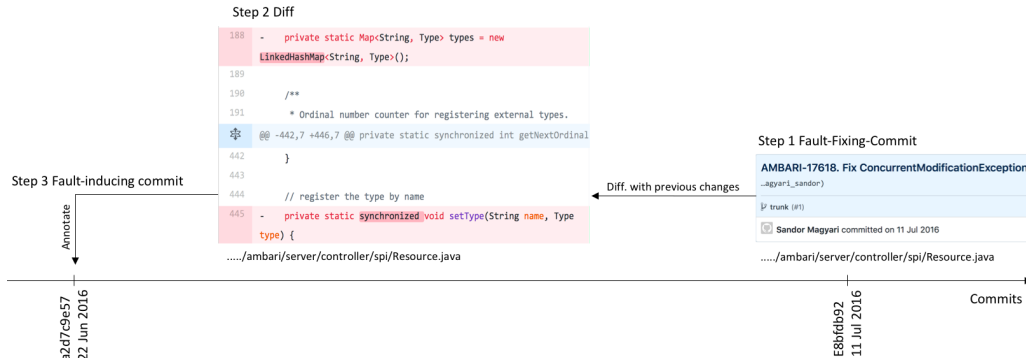 Step 2 Diff
188 - private static Map<String, Type> types = new
LinkedHashMap<String, Type>();
189
190 /**
191 * Ordinal number counter for registering external types.
@@ -442,7 +446,7 @@ private static synchronized int getNextOrdinal
442 }
443
444 // register the type by name
445 - private static synchronized void setType(String name, Type
type) {
...../ambari/server/controller/spi/Resource.java
Step 1 Fault-Fixing-Commit
AMBARI-17618. Fix ConcurrentModificationException
…agyari_sandor)
trunk (#1)
Sandor Magyari committed on 11 Jul 2016
...../ambari/server/controller/spi/Resource.java
Diff. with previous changes
Step 3 Fault-inducing commit
Annotate
a2d7c9e57
22 Jun 2016
E8bfdb92
11 Jul 2016
Commits